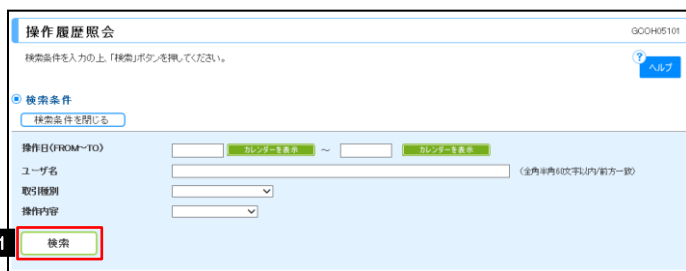 操作履歴照会 GCOH05101
検索条件を入力の上、「検索」ボタンを押してください。
? ヘルプ
検索条件
検索条件を閉じる
操作日(FROM～TO) カレンダーを表示 ～ カレンダーを表示
ユーザ名 (全角半角60文字以内/前方一致)
取引種別
操作内容
1 検索